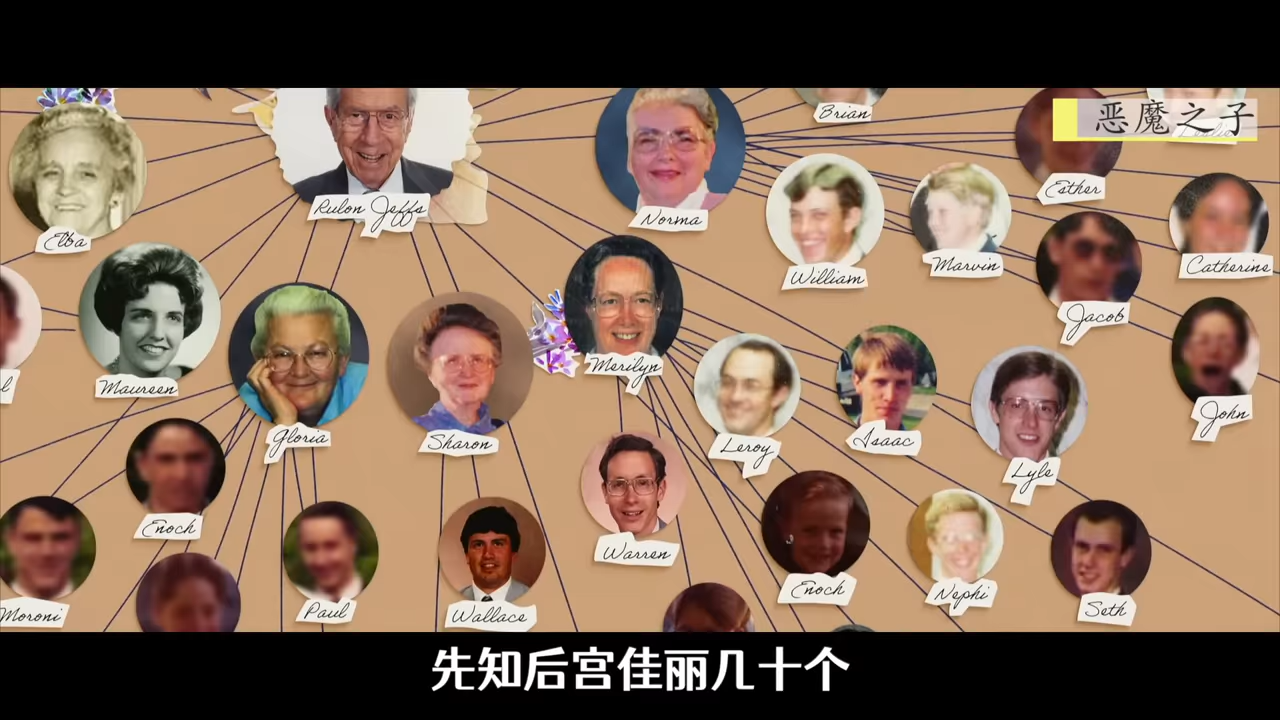 Brian
恶魔之子
Leslie
Rulon Jeffs
Norma
Esther
Elba
William
Marvin
Catherine
Jacob
Merilyn
Maureen
l
Gloria
Sharon
Leroy
Isaac
John
Lyle
Enoch
Warren
Moroni
Paul
Wallace
Enoch
Nephi
Seth
先知后宫佳丽几十个